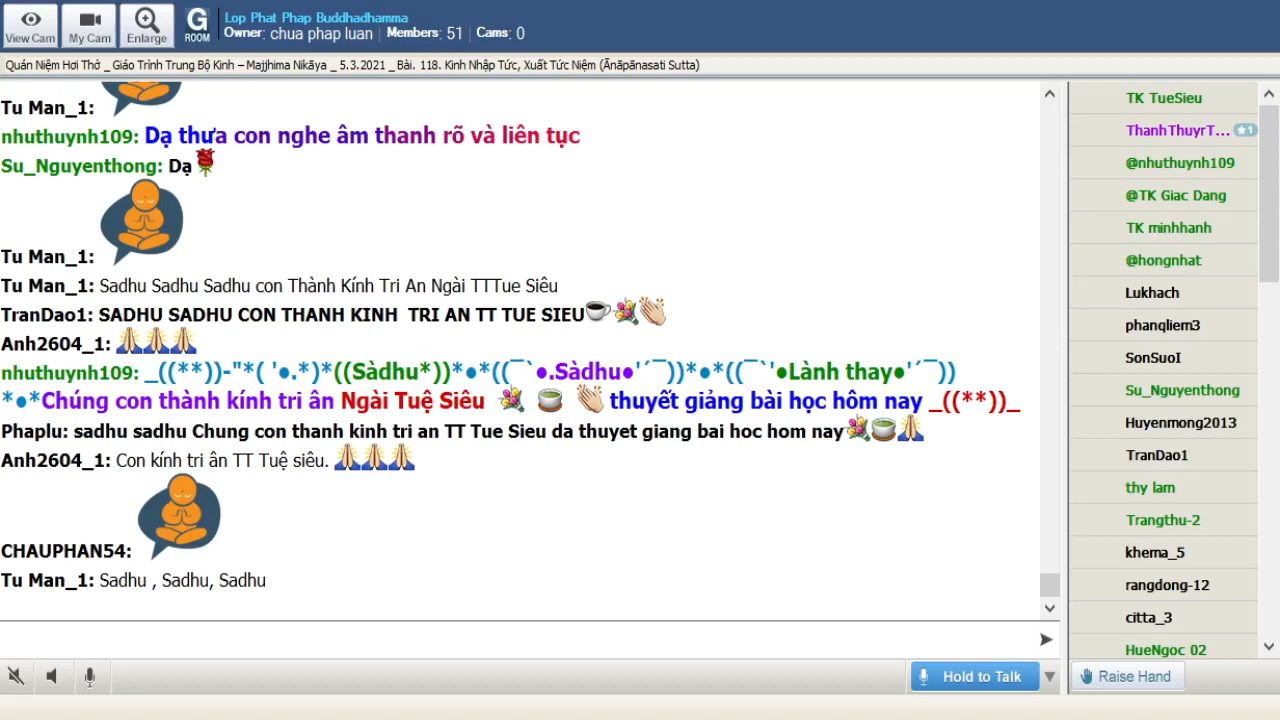 Lop Phat Phap Buddhadhamma
Owner: chua pháp luan | Members: 51 | Cams: 0
View Cam
My Cam
Enlarge
G ROOM
Quán Niệm Hơi Thở _ Giáo Trình Trung Bộ Kinh – Majjhima Nikāya _ 5.3.2021 _ Bài. 118. Kinh Nhập Tức, Xuất Tức Niệm (Ānāpānasati Sutta)
Tu Man_1:
nhuthuynh109: Dạ thưa con nghe âm thanh rõ và liên tục
Su_Nguyenthong: Dạ
Tu Man_1:
Tu Man_1: Sadhu Sadhu Sadhu con Thành Kính Tri An Ngài TTTue Siêu
TranDao1: SADHU SADHU CON THANH KINH TRI AN TT TUE SIEU
Anh2604_1:
nhuthuynh109: _((**))-"*( '●.*)*((Sàdhu*))*●*((¯`●.Sàdhu●'´¯))*●*((¯`'●Lành thay●'´¯))
*●*Chúng con thành kính tri ân Ngài Tuệ Siêu thuyết giảng bài học hôm nay _((**))_
Phaplu: sadhu sadhu Chung con thanh kinh tri an TT Tue Sieu da thuyet giang bai hoc hom nay
Anh2604_1: Con kính tri ân TT Tuệ siêu.
CHAUPHAN54:
Tu Man_1: Sadhu , Sadhu, Sadhu
TK TueSieu
ThanhThuyrT... 1
@nhuthuynh109
@TK Giac Dang
TK minhhanh
@hongnhat
Lukhach
phanqliem3
SonSuoI
Su_Nguyenthong
Huyenmong2013
TranDao1
thy lam
Trangthu-2
khema_5
rangdong-12
citta_3
HueNgoc 02
Hold to Talk
Raise Hand